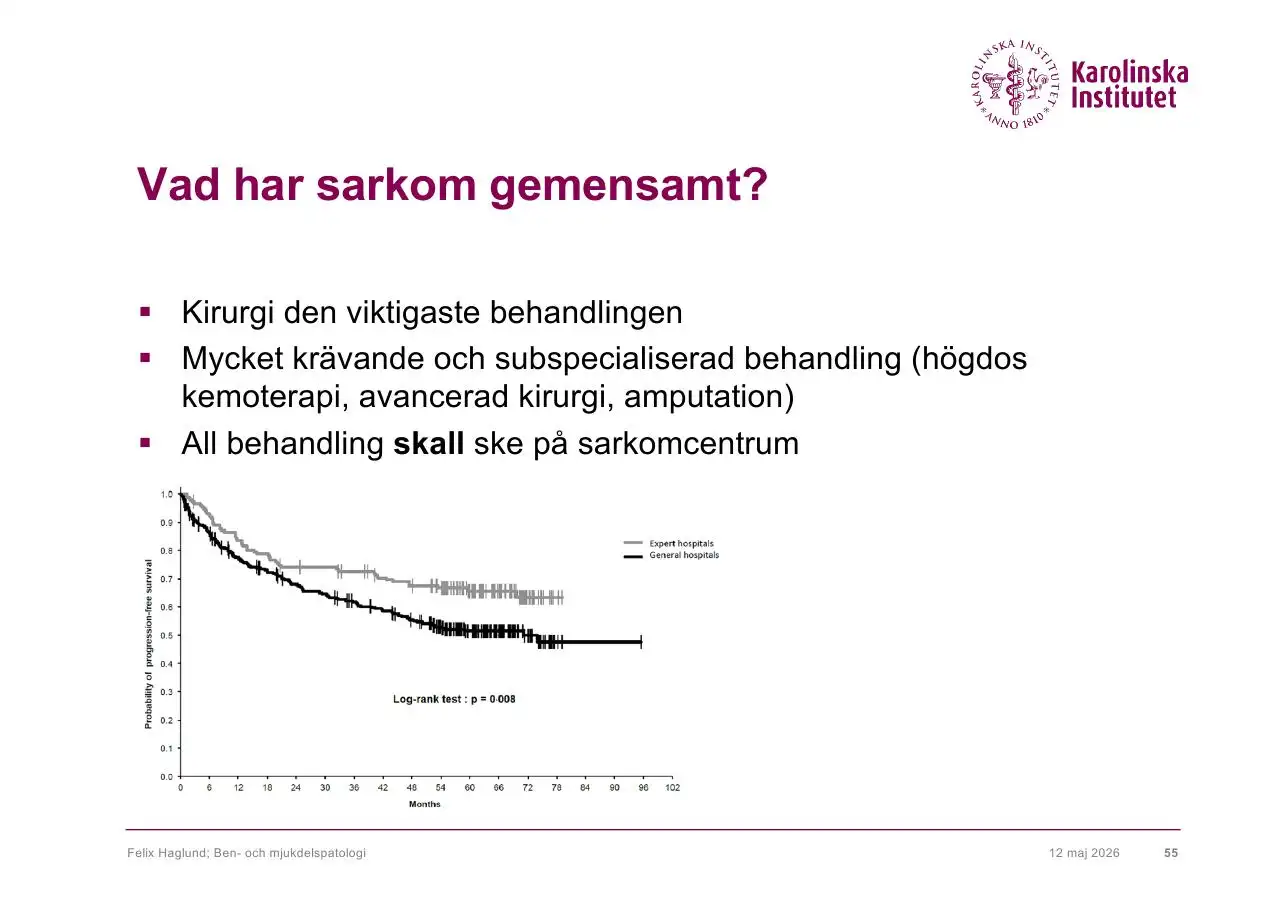 KAROLINSKA INSTITUTET
ANNO 1810
Karolinska
Institutet
Vad har sarkom gemensamt?
Kirurgi den viktigaste behandlingen
Mycket krävande och subspecialiserad behandling (högdos
kemoterapi, avancerad kirurgi, amputation)
All behandling skall ske på sarkomcentrum
Probability of progression-free survival
1.0
0.9
0.8
0.7
0.6
0.5
0.4
0.3
0.2
0.1
0.0
Expert hospitals
General hospitals
Log-rank test : p = 0·008
0 6 12 18 24 30 36 42 48 54 60 66 72 78 84 90 96 102
Months
Felix Haglund; Ben- och mjukdelspatologi
12 maj 2026
55